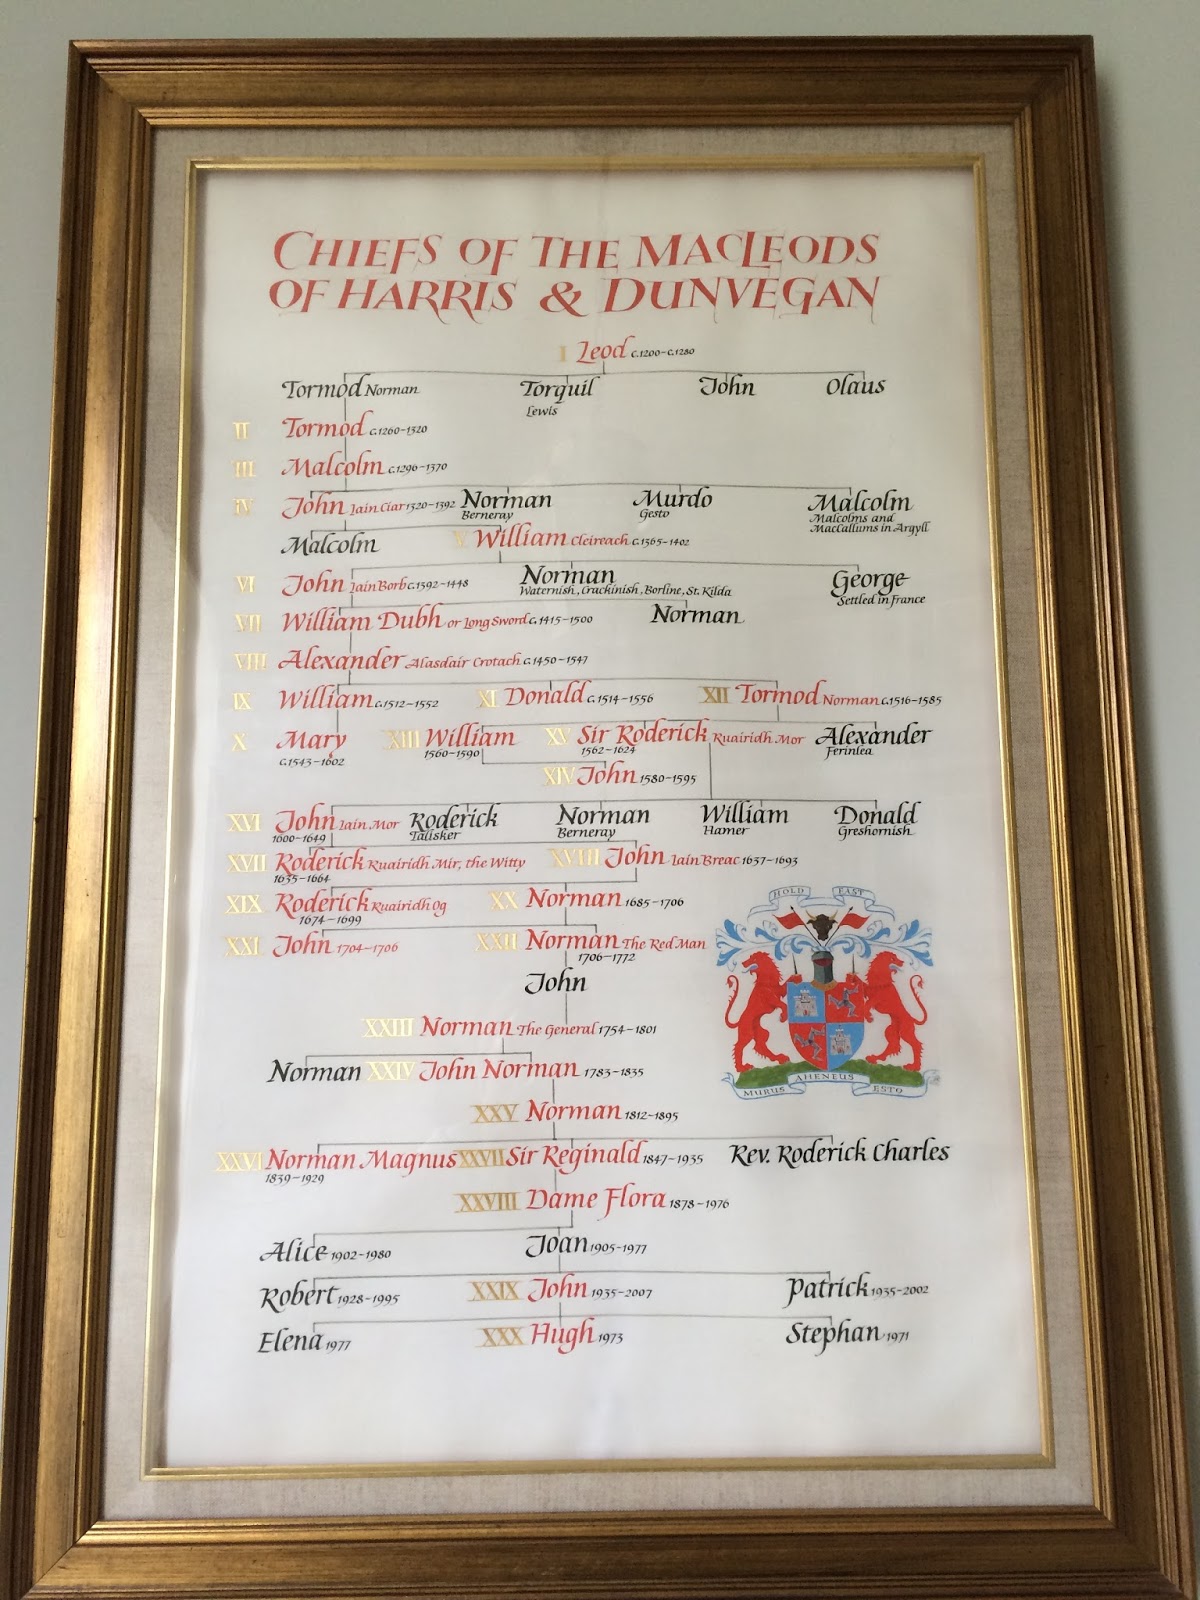 CHIEFS OF THE MACLEODS
OF HARRIS & DUNVEGAN
I Leod c.1200-c.1280
Tormod Norman Torquil John Olaus
Lewis
II Tormod c.1260-1320
III Malcolm c.1296-1370
IV John Iain Ciar 1320-1392 Norman Murdo Malcolm
Berneray Gesto Malcolms and
MacCallums in Argyll
Malcolm V William Cleireach c.1365-1402
VI John Iain Borb c.1392-1448 Norman George
Waternish, Crackinish, Borline, St. Kilda Settled in France
VII William Dubh or Long Sword c.1415-1500 Norman
VIII Alexander Alasdair Crotach c.1450-1547
IX William c.1512-1552 XI Donald c.1514-1556 XII Tormod Norman c.1516-1585
X Mary XIII William XV Sir Roderick Ruairidh Mor Alexander
c.1543-1602 1560-1590 1562-1624 Ferinlea
XIV John 1580-1595
XVI John Iain Mor Roderick Norman William Donald
1600-1649 Talisker Berneray Hamer Greshornish
XVII Roderick Ruairidh Mir, the Witty XVIII John Iain Breac 1637-1693
1635-1664
XIX Roderick Ruairidh Og XX Norman 1685-1706
1674-1699
XXI John 1704-1706 XXII Norman The Red Man
1706-1772
HOLD FAST
John
XXIII Norman The General 1754-1801
Norman XXIV John Norman 1783-1835
MURUS AHENEUS ESTO
XXV Norman 1812-1895
XXVI Norman Magnus XXVII Sir Reginald 1847-1935 Rev. Roderick Charles
1839-1929
XXVIII Dame Flora 1878-1976
Alice 1902-1980 Joan 1905-1977
Robert 1928-1995 XXIX John 1935-2007 Patrick 1935-2002
Elena 1977 XXX Hugh 1973 Stephan 1971